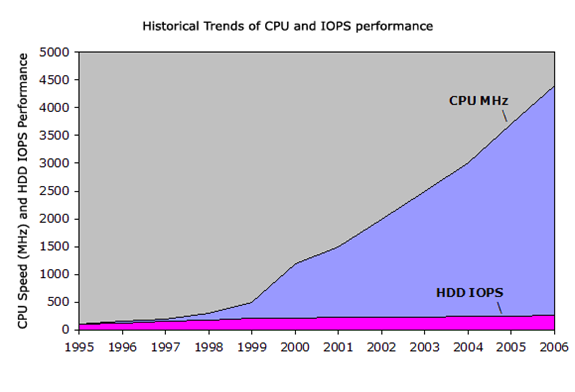 Historical Trends of CPU and IOPS performance
CPU Speed (MHz) and HDD IOPS Performance
5000
4500
4000
3500
3000
2500
2000
1500
1000
500
0
CPU MHz
HDD IOPS
1995 1996 1997 1998 1999 2000 2001 2002 2003 2004 2005 2006